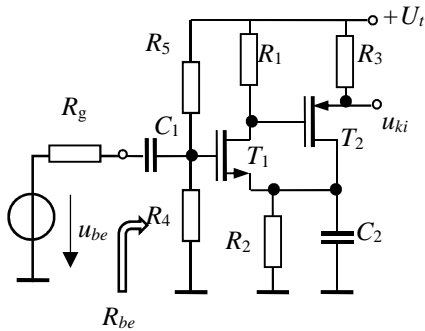 +U_t
R_5
R_1
R_3
R_g
C_1
u_ki
T_1
T_2
R_4
u_be
R_2
C_2
R_be